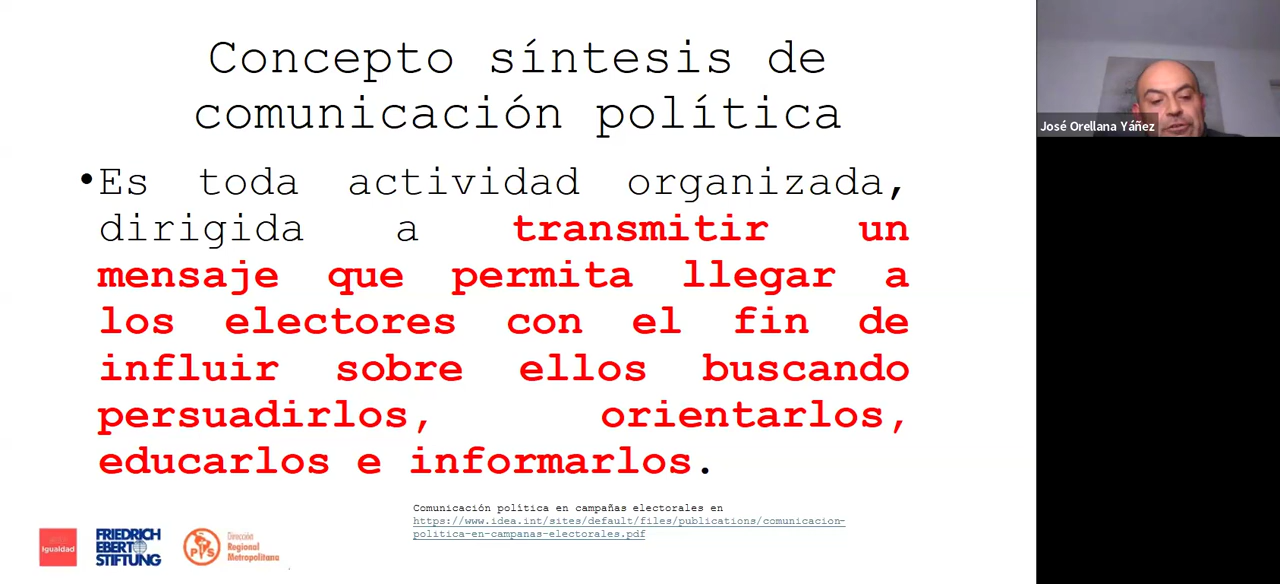 Concepto síntesis de
comunicación política
•Es toda actividad organizada,
dirigida a transmitir un
mensaje que permita llegar a
los electores con el fin de
influir sobre ellos buscando
persuadirlos, orientarlos,
educarlos e informarlos.
Comunicación política en campañas electorales en
https://www.idea.int/sites/default/files/publications/comunicacion-
politica-en-campanas-electorales.pdf
Igualdad
FRIEDRICH
EBERT
STIFTUNG
PS
Dirección
Regional
Metropolitana
José Orellana Yáñez